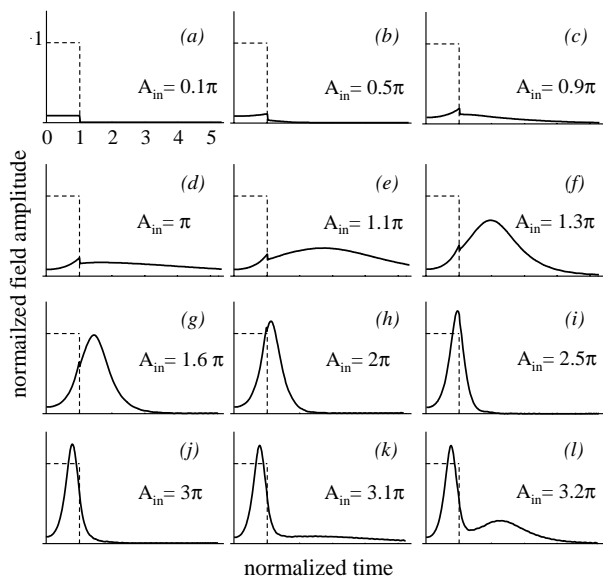 (a)
(b)
(c)
1
A_in= 0.1π
A_in= 0.5π
A_in= 0.9π
0 1 2 3 4 5
(d)
(e)
(f)
A_in= π
A_in= 1.1π
A_in= 1.3π
normailzed field amplitude
(g)
(h)
(i)
A_in= 1.6 π
A_in= 2π
A_in= 2.5π
(j)
(k)
(l)
A_in= 3π
A_in= 3.1π
A_in= 3.2π
normalized time